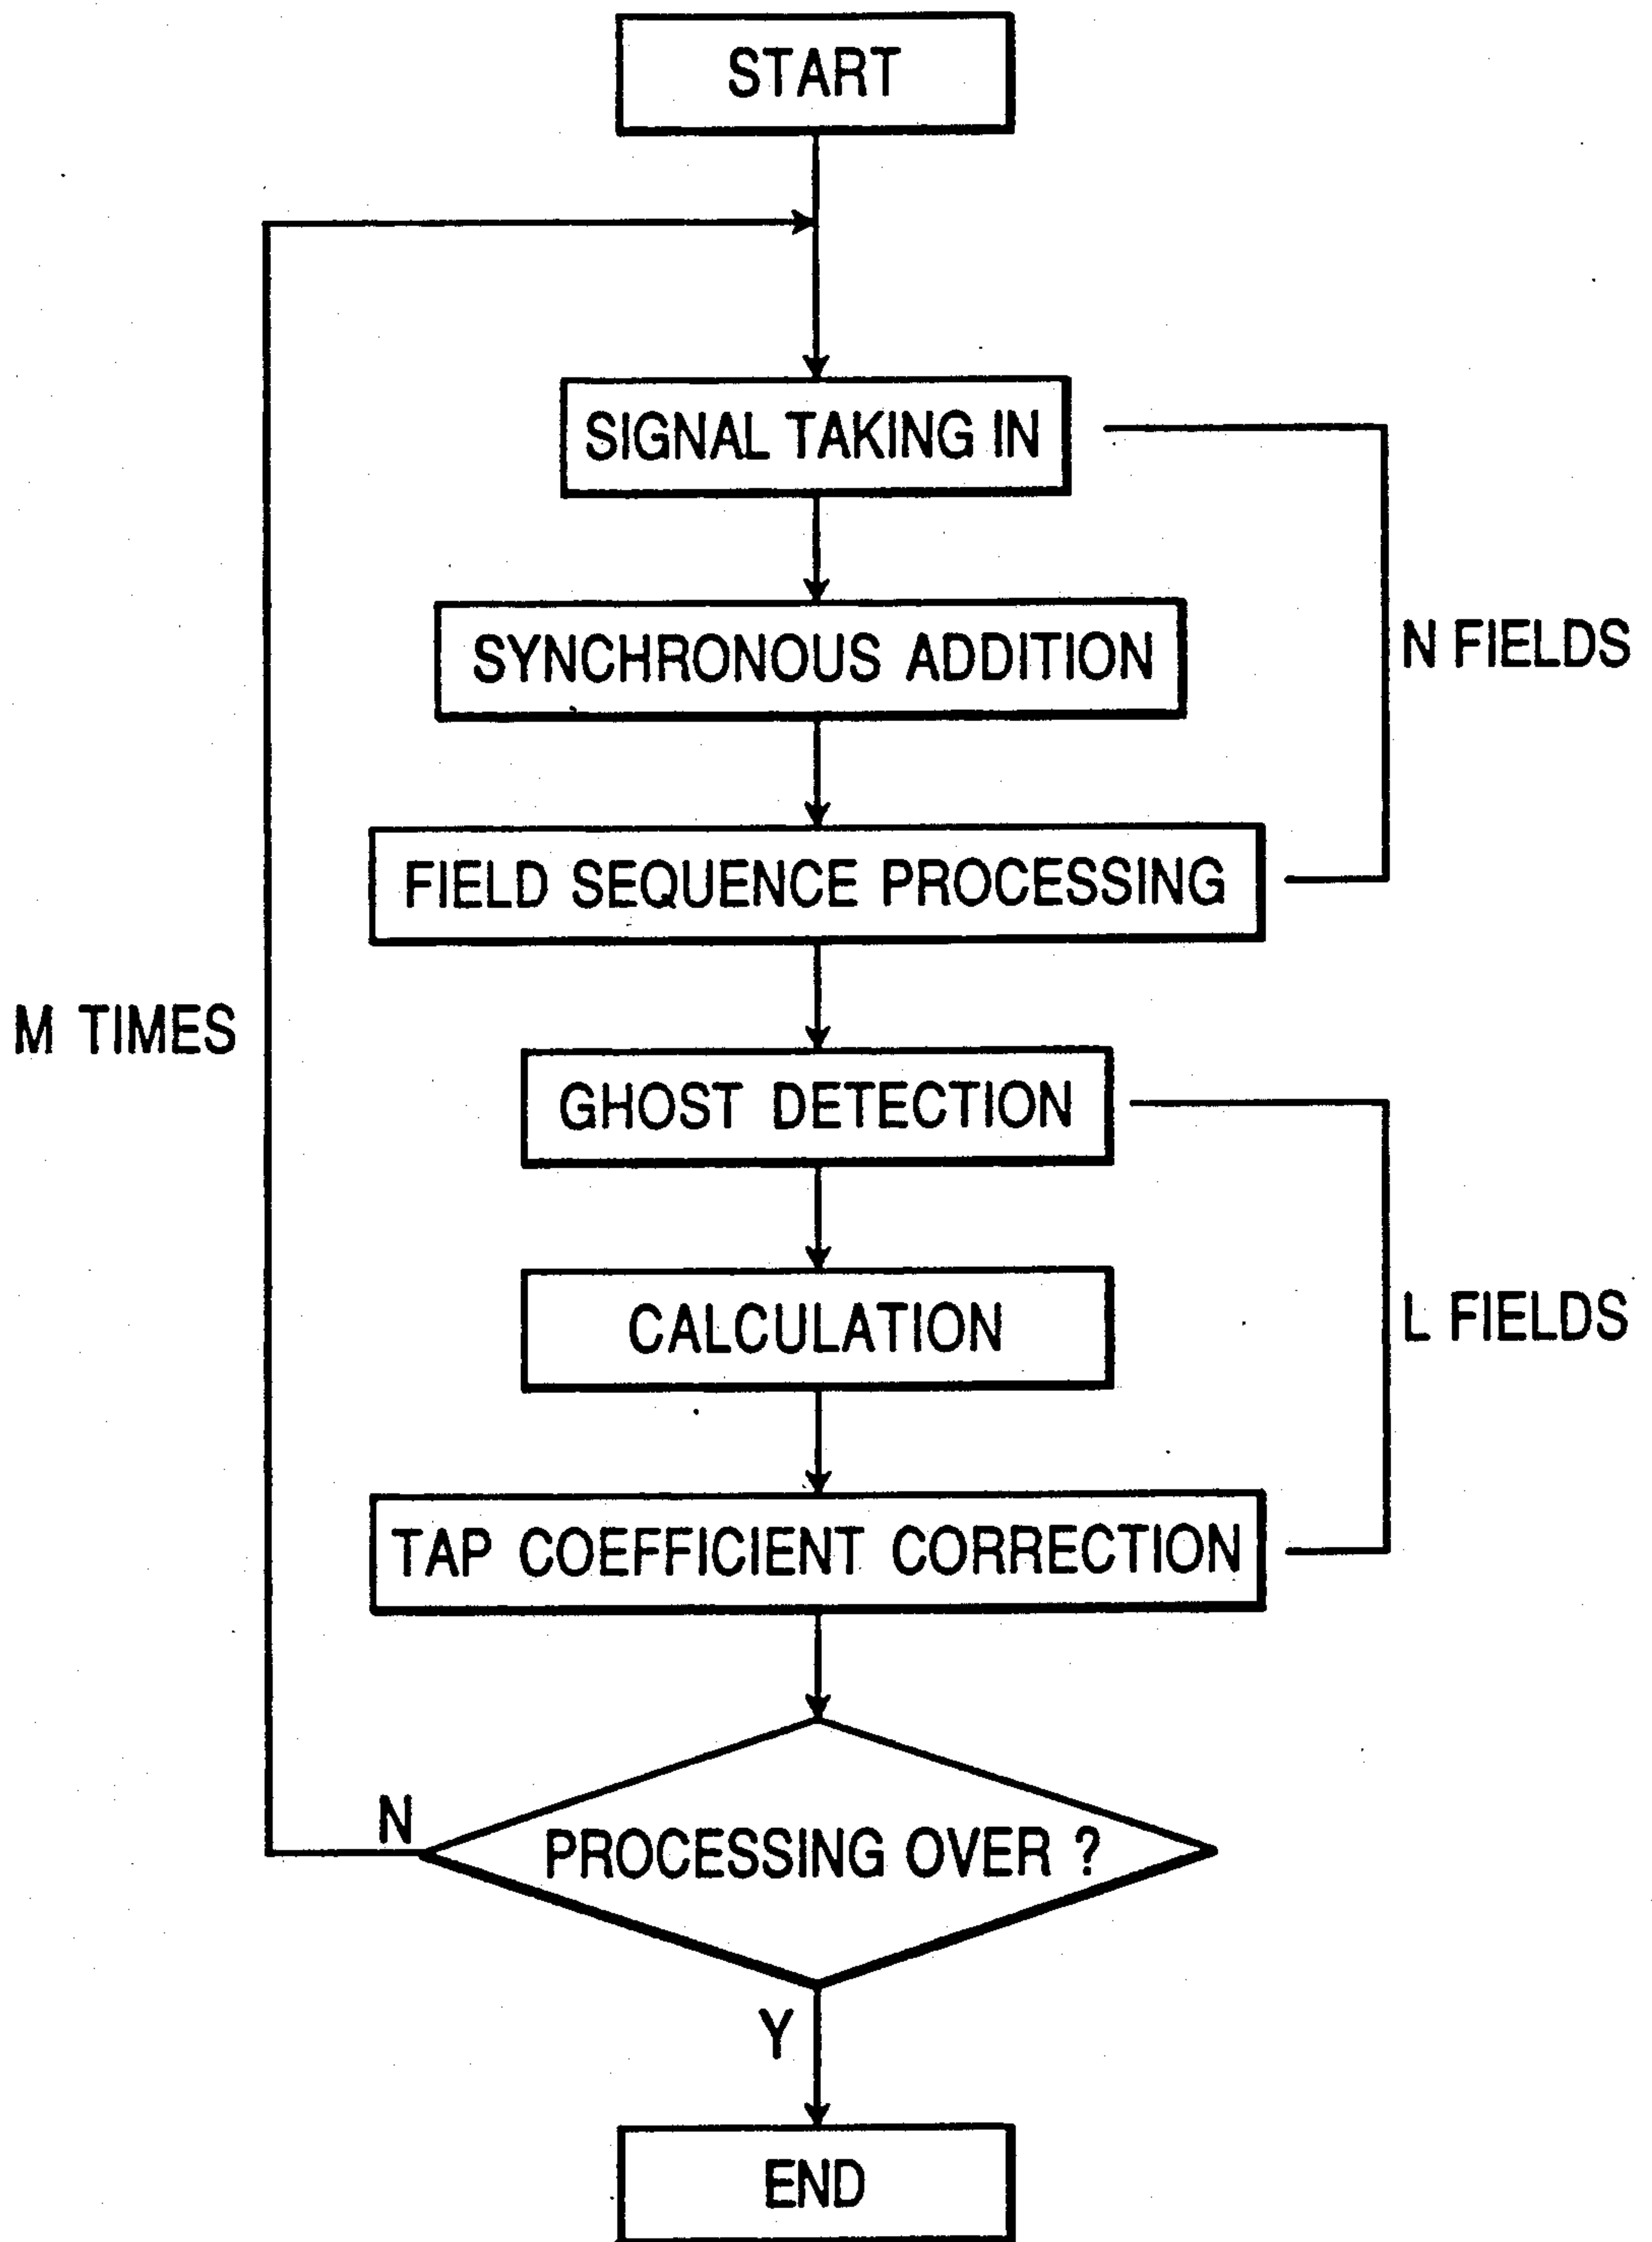 START
SIGNAL TAKING IN
SYNCHRONOUS ADDITION
N FIELDS
FIELD SEQUENCE PROCESSING
M TIMES
GHOST DETECTION
CALCULATION
L FIELDS
TAP COEFFICIENT CORRECTION
N
PROCESSING OVER ?
Y
END